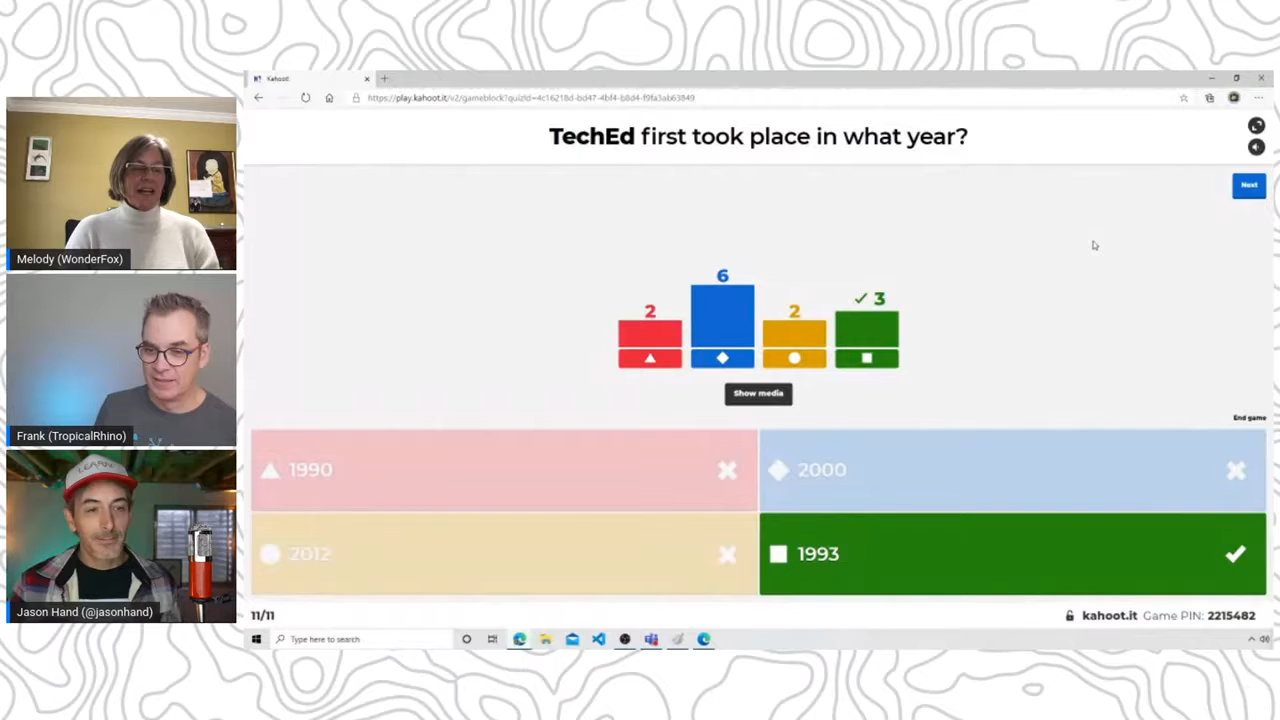 Kahoot!
https://play.kahoot.it/v2/gameblock?quizId=4c16218d-bd47-4bf4-b8d4-f9fa3ab63849
TechEd first took place in what year?
Next
2
6
2
3
Show media
End game
1990
2000
2012
1993
11/11
kahoot.it Game PIN: 2215482
Type here to search
Melody (WonderFox)
Frank (TropicalRhino)
LEARN
Jason Hand (@jasonhand)